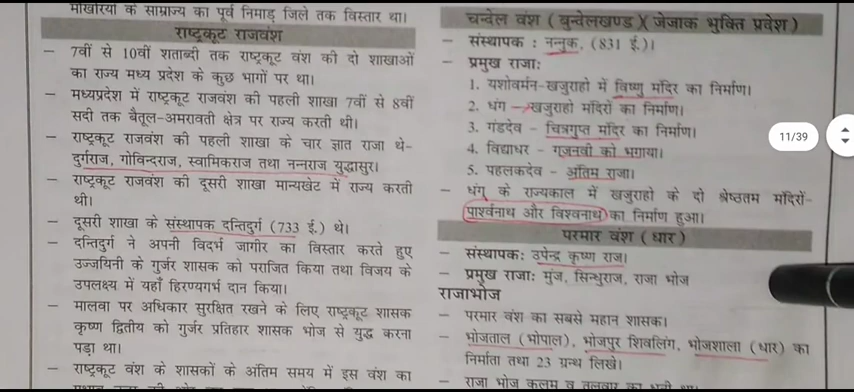 मौखरियों के साम्राज्य का पूर्व निमाड़ जिले तक विस्तार था।
राष्ट्रकूट राजवंश
– 7वीं से 10वीं शताब्दी तक राष्ट्रकूट वंश की दो शाखाओं
का राज्य मध्य प्रदेश के कुछ भागों पर था।
– मध्यप्रदेश में राष्ट्रकूट राजवंश की पहली शाखा 7वीं से 8वीं
सदी तक बैतूल-अमरावती क्षेत्र पर राज्य करती थी।
– राष्ट्रकूट राजवंश की पहली शाखा के चार ज्ञात राजा थे-
दुर्गराज, गोविन्दराज, स्वामिकराज तथा नन्नराज युद्धासुर।
– राष्ट्रकूट राजवंश की दूसरी शाखा मान्यखेट में राज्य करती
थी।
– दूसरी शाखा के संस्थापक दन्तिदुर्ग (733 ई.) थे।
– दन्तिदुर्ग ने अपनी विदर्भ जागीर का विस्तार करते हुए
उज्जयिनी के गुर्जर शासक को पराजित किया तथा विजय के
उपलक्ष्य में यहाँ हिरण्यगर्भ दान किया।
– मालवा पर अधिकार सुरक्षित रखने के लिए राष्ट्रकूट शासक
कृष्ण द्वितीय को गुर्जर प्रतिहार शासक भोज से युद्ध करना
पड़ा था।
– राष्ट्रकूट वंश के शासकों के अंतिम समय में इस वंश का
चन्देल वंश (बुन्देलखण्ड)( जेजाक भुक्ति प्रदेश)
– संस्थापक : नन्नुक, (831 ई.)।
– प्रमुख राजाः
1. यशोवर्मन-खजुराहो में विष्णु मंदिर का निर्माण।
2. धंग – खजुराहो मंदिरों का निर्माण।
3. गंडदेव – चित्रगुप्त मंदिर का निर्माण।
4. विद्याधर – गजनवी को भगाया।
5. पहलकदेव – अंतिम राजा।
– धंग के राज्यकाल में खजुराहो के दो श्रेष्ठतम मंदिरों-
पार्श्वनाथ और विश्वनाथ का निर्माण हुआ।
परमार वंश (धार)
– संस्थापकः उपेन्द्र कृष्ण राज।
– प्रमुख राजाः मुंज, सिन्धुराज, राजा भोज
राजाभोज
– परमार वंश का सबसे महान शासक।
– भोजताल (भोपाल), भोजपुर शिवलिंग, भोजशाला (धार) का
निर्माता तथा 23 ग्रन्थ लिखे।
– राजा भोज कलम व तलवार का धनी था।
11/39